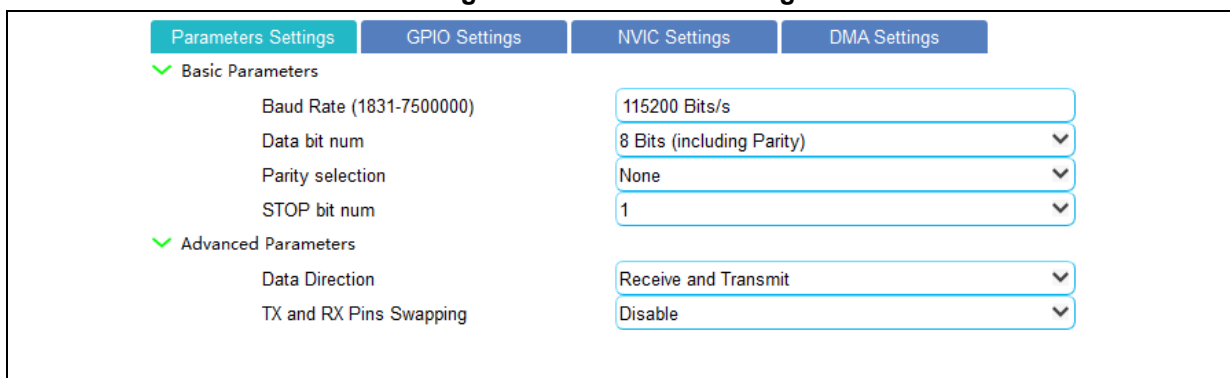 Parameters Settings GPIO Settings NVIC Settings DMA Settings
Basic Parameters
Baud Rate (1831-7500000) 115200 Bits/s
Data bit num 8 Bits (including Parity)
Parity selection None
STOP bit num 1
Advanced Parameters
Data Direction Receive and Transmit
TX and RX Pins Swapping Disable